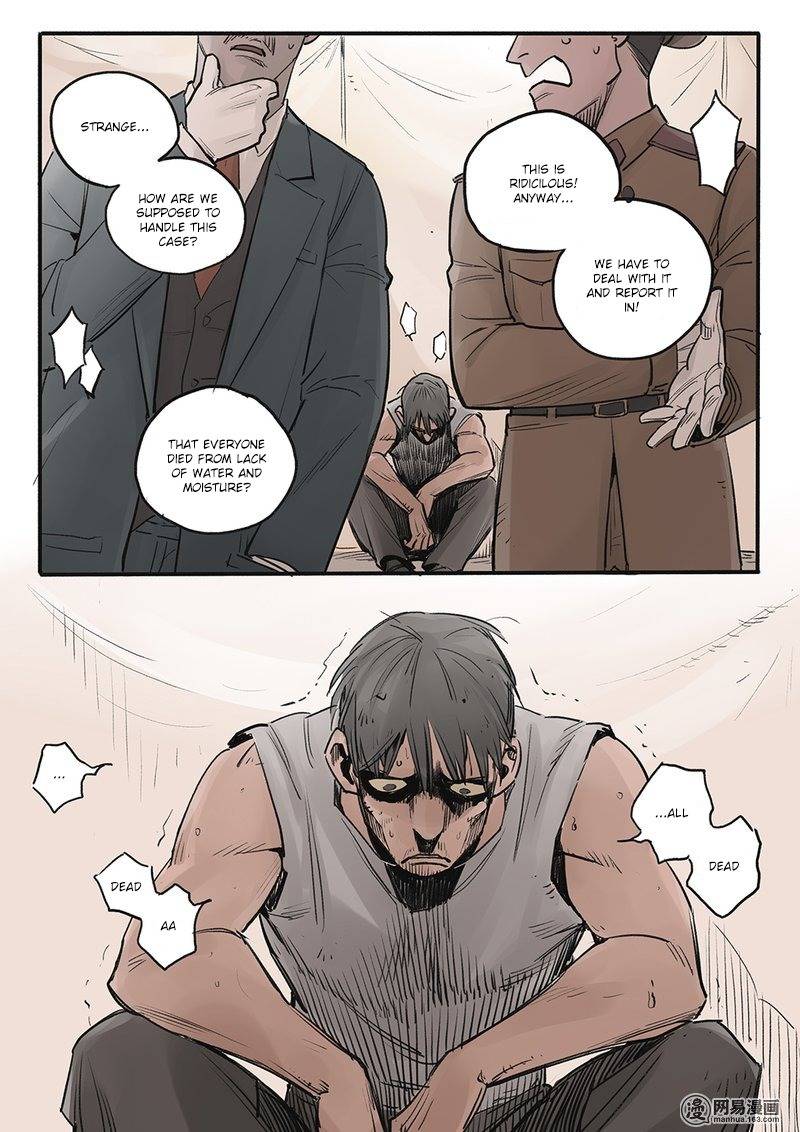 STRANGE...
HOW ARE WE
SUPPOSED TO
HANDLE THIS
CASE?
THIS IS
RIDICILOUS!
ANYWAY...
WE HAVE TO
DEAL WITH IT
AND REPORT IT
IN!
THAT EVERYONE
DIED FROM LACK
OF WATER AND
MOISTURE?
...
...ALL
DEAD
DEAD
AA
漫 网易漫画
manhua.163.com